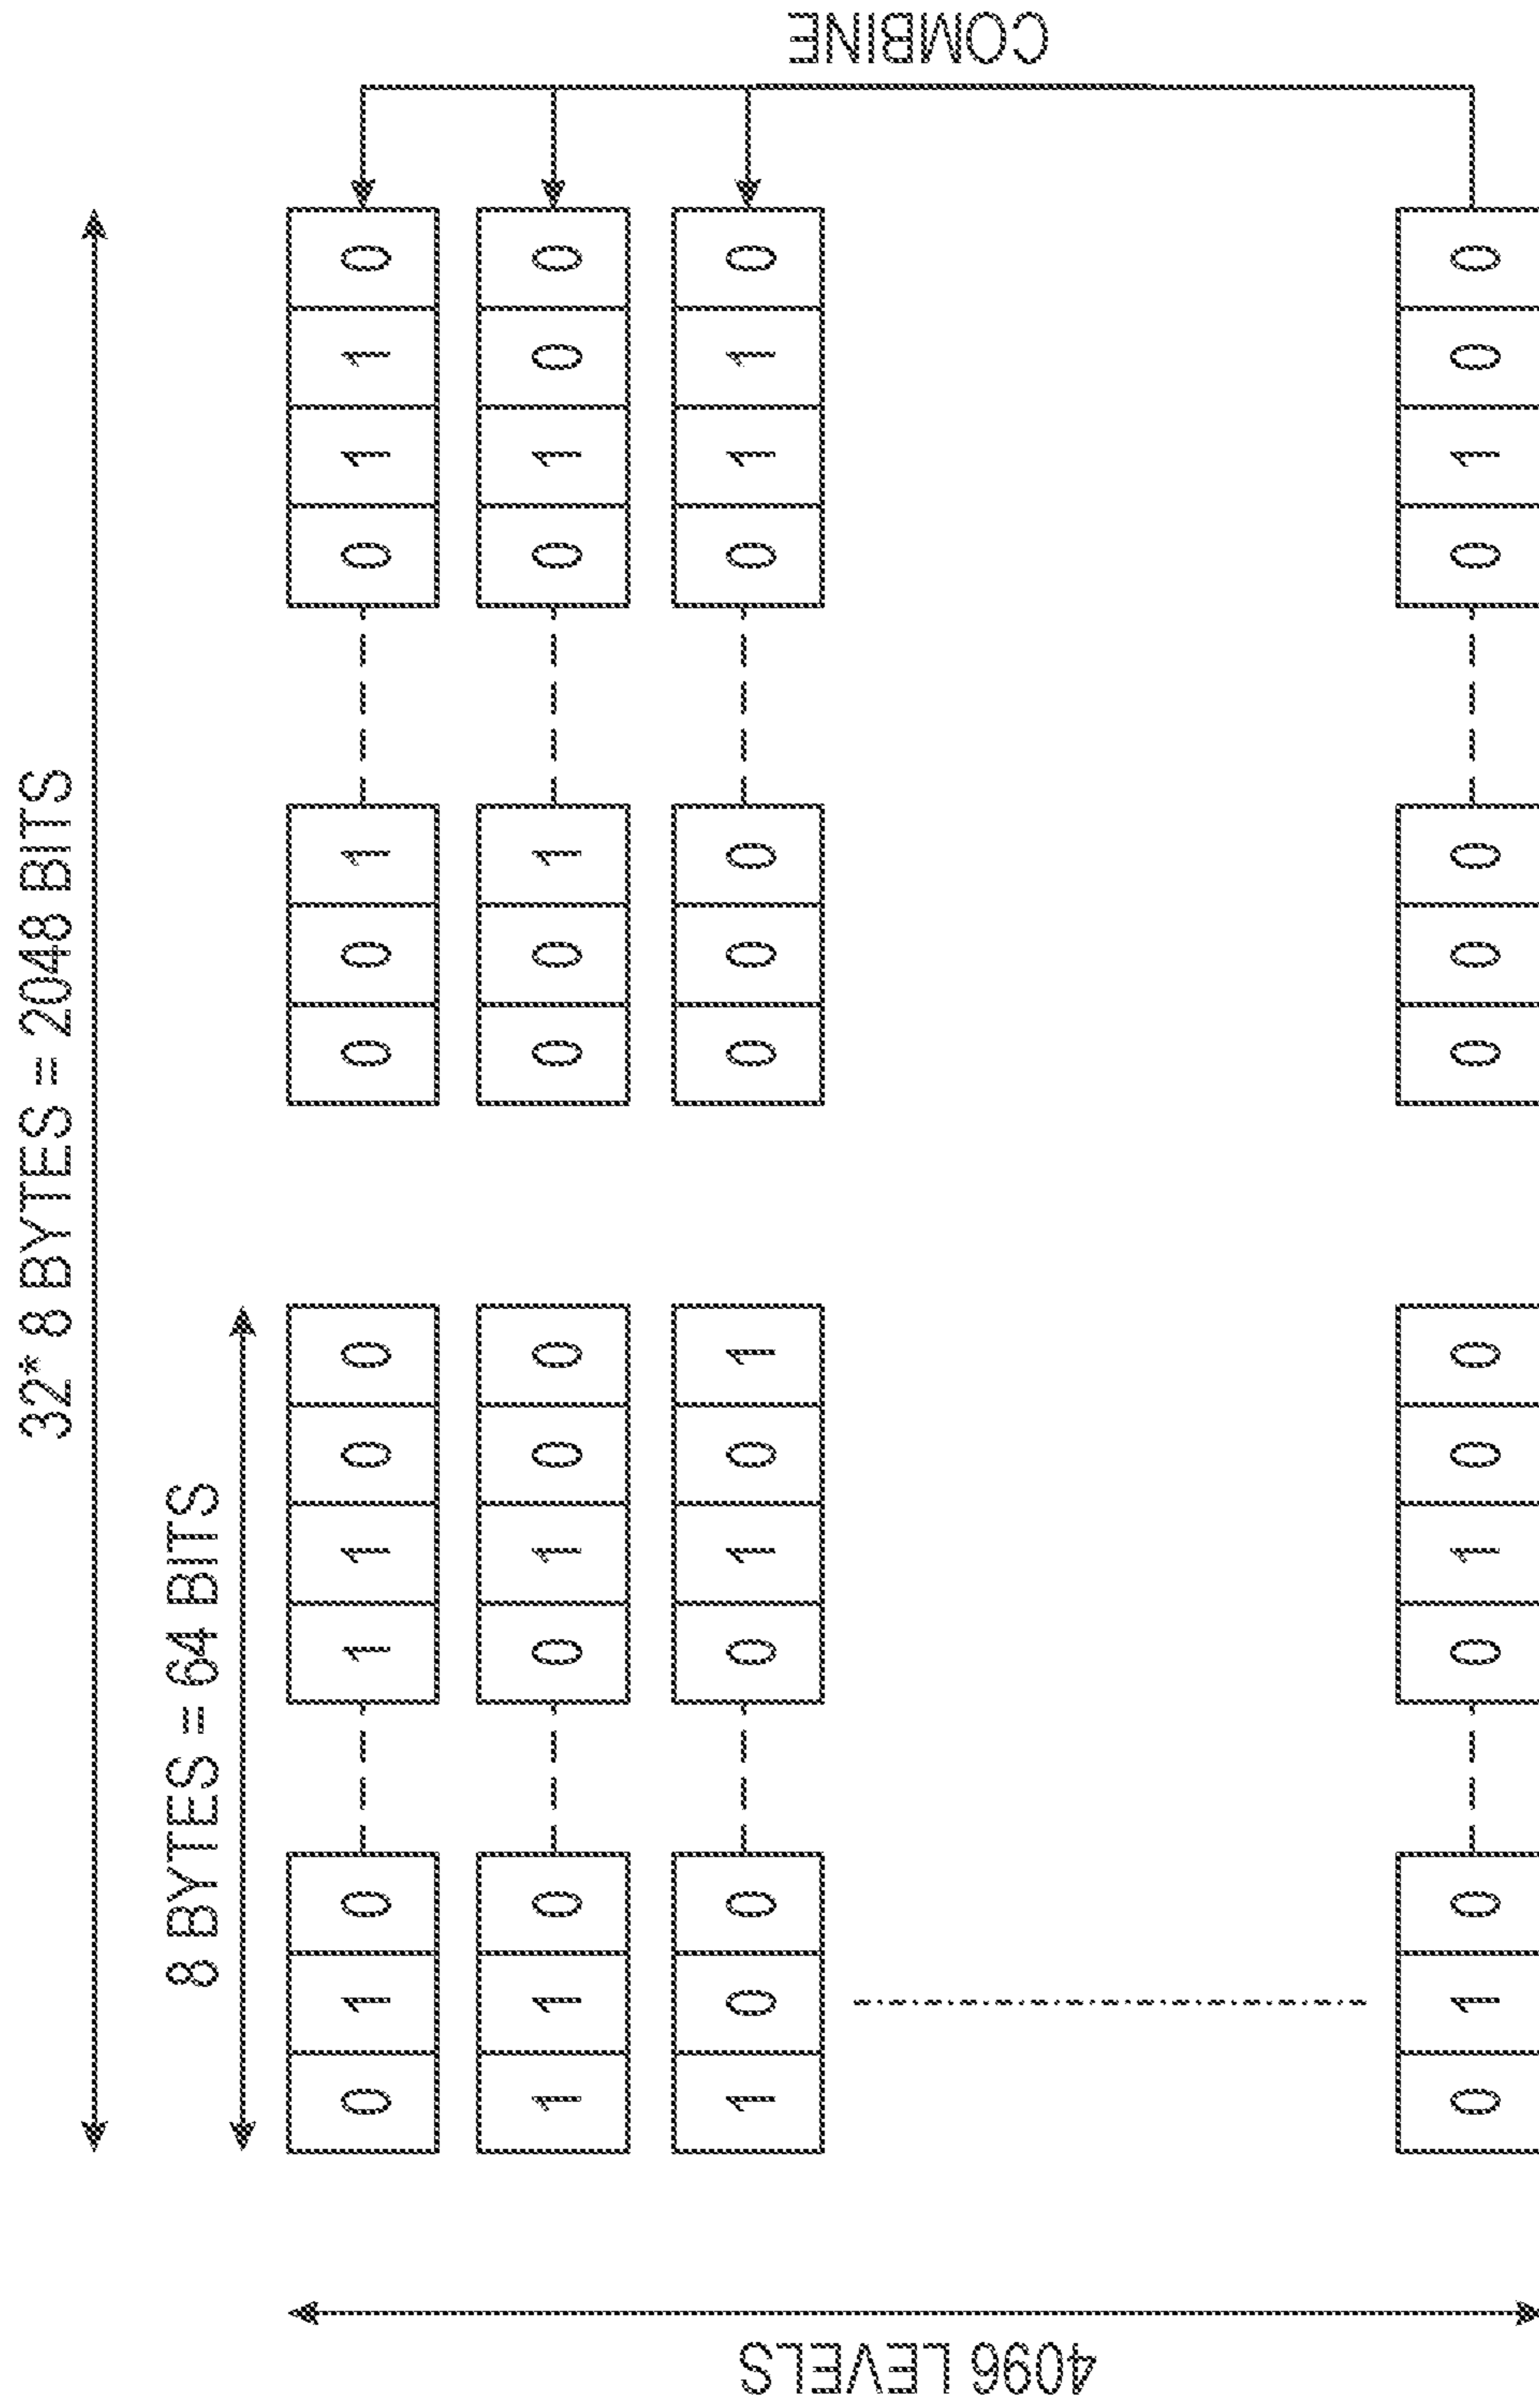 32* 8 BYTES = 2048 BITS
8 BYTES = 64 BITS
4096 LEVELS
0 1 0 1 1 0 0 0 0 1 0 1 1 0
1 1 0 0 1 0 0 0 0 1 0 1 0 0
1 0 0 0 1 0 1 0 0 0 0 1 1 0
0 1 0 0 1 0 0 0 0 0 0 1 0 0
COMBINE